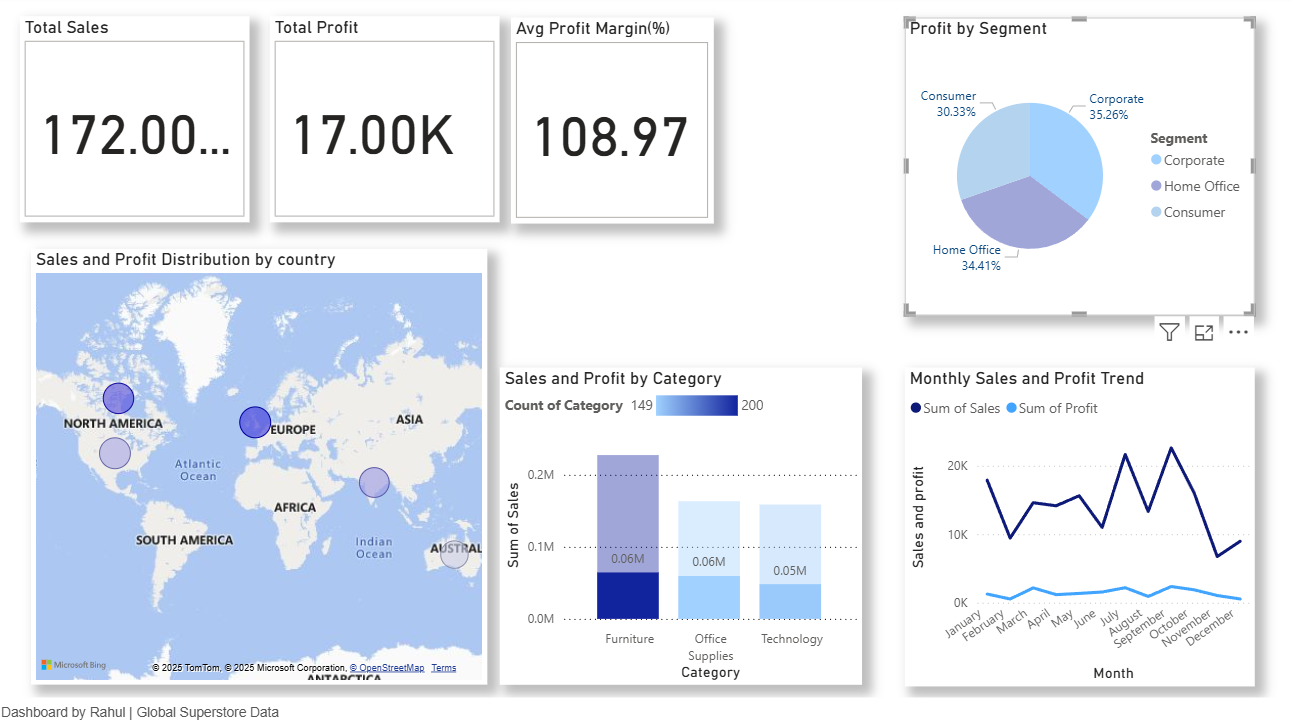 Total Sales
172.00...
Total Profit
17.00K
Avg Profit Margin(%)
108.97
Profit by Segment
Consumer
30.33%
Corporate
35.26%
Home Office
34.41%
Segment
Corporate
Home Office
Consumer
Sales and Profit Distribution by country
NORTH AMERICA
EUROPE
ASIA
Atlantic
Ocean
AFRICA
SOUTH AMERICA
Indian
Ocean
AUSTRAL
Microsoft Bing
© 2025 TomTom, © 2025 Microsoft Corporation, © OpenStreetMap Terms
ANTARCTICA
Sales and Profit by Category
Count of Category 149 200
Sum of Sales
0.2M
0.1M
0.0M
0.06M
0.06M
0.05M
Furniture
Office
Supplies
Technology
Category
Monthly Sales and Profit Trend
Sum of Sales Sum of Profit
Sales and profit
20K
10K
0K
January
February
March
April
May
June
July
August
September
October
November
December
Month
Dashboard by Rahul | Global Superstore Data